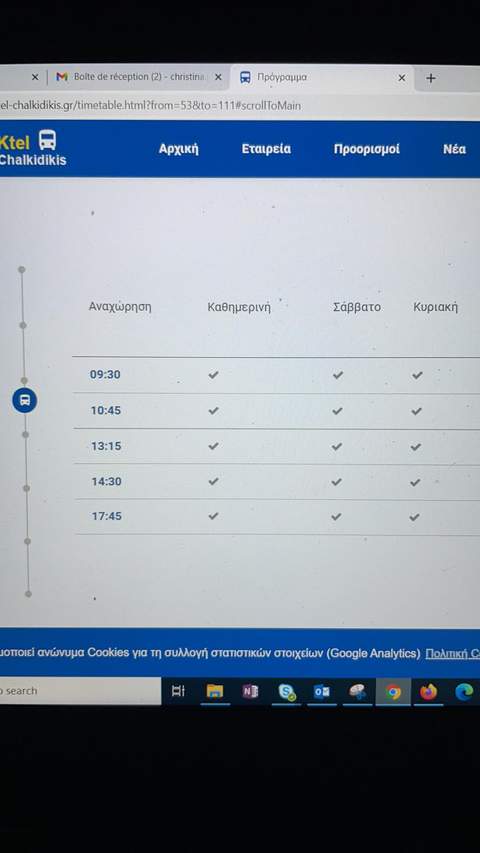 Boîte de réception (2) - christina
Πρόγραμμα
el-chalkidikis.gr/timetable.html?from=53&to=111#scrollToMain
Ktel
Chalkidikis
Αρχική Εταιρεία Προορισμοί Νέα
Αναχώρηση Καθημερινή Σάββατο Κυριακή
09:30
10:45
13:15
14:30
17:45
μοποιεί ανώνυμα Cookies για τη συλλογή στατιστικών στοιχείων (Google Analytics) Πολιτική C
o search